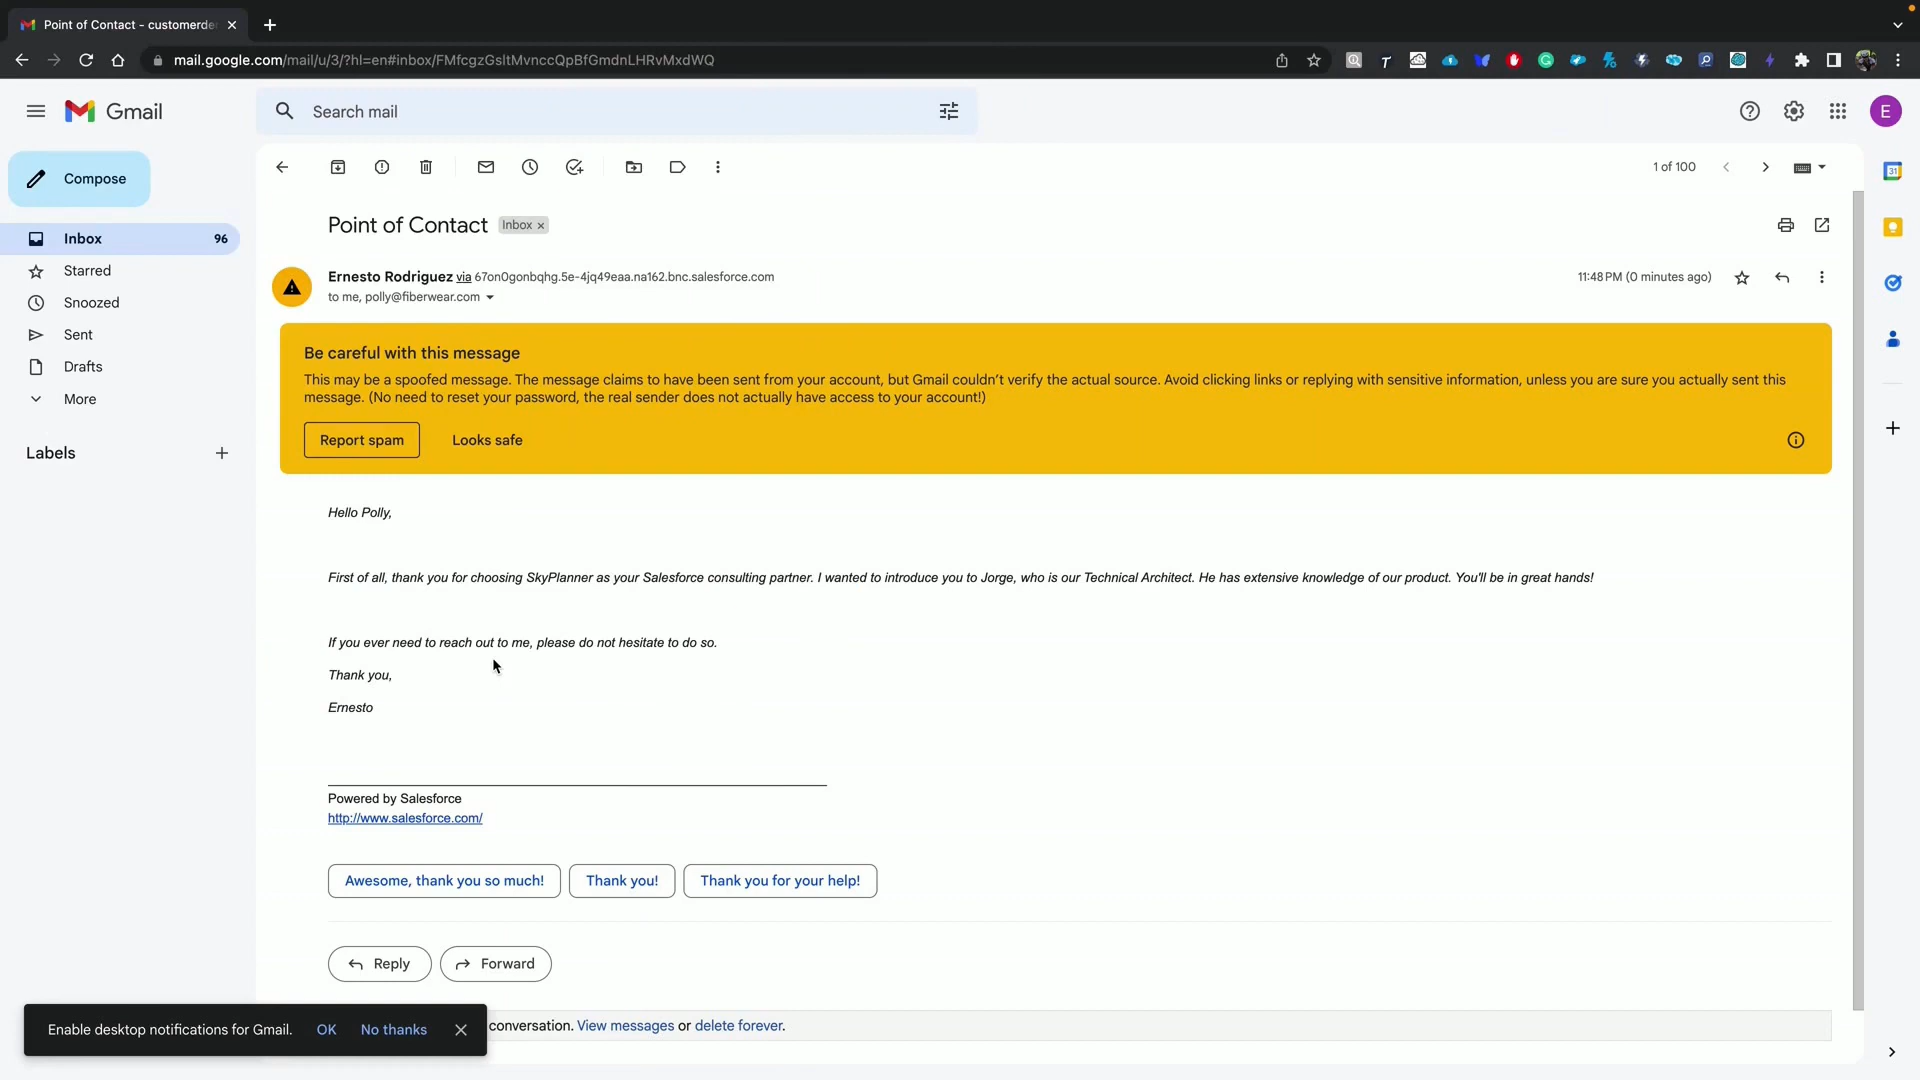 Point of Contact - customerde
mail.google.com/mail/u/3/?hl=en#inbox/FMfcgzGsltMvnccQpBfGmdnLHRvMxdWQ
Gmail
Search mail
E
Compose
1 of 100
31
Inbox 96
Starred
Snoozed
Sent
Drafts
More
Labels
Point of Contact Inbox x
Ernesto Rodriguez via 67on0gonbqhg.5e-4jq49eaa.na162.bnc.salesforce.com
11:48 PM (0 minutes ago)
to me, polly@fiberwear.com
Be careful with this message
This may be a spoofed message. The message claims to have been sent from your account, but Gmail couldn't verify the actual source. Avoid clicking links or replying with sensitive information, unless you are sure you actually sent this
message. (No need to reset your password, the real sender does not actually have access to your account!)
Report spam Looks safe
Hello Polly,
First of all, thank you for choosing SkyPlanner as your Salesforce consulting partner. I wanted to introduce you to Jorge, who is our Technical Architect. He has extensive knowledge of our product. You'll be in great hands!
If you ever need to reach out to me, please do not hesitate to do so.
Thank you,
Ernesto
Powered by Salesforce
http://www.salesforce.com/
Awesome, thank you so much! Thank you! Thank you for your help!
Reply Forward
Enable desktop notifications for Gmail. OK No thanks
conversation. View messages or delete forever.